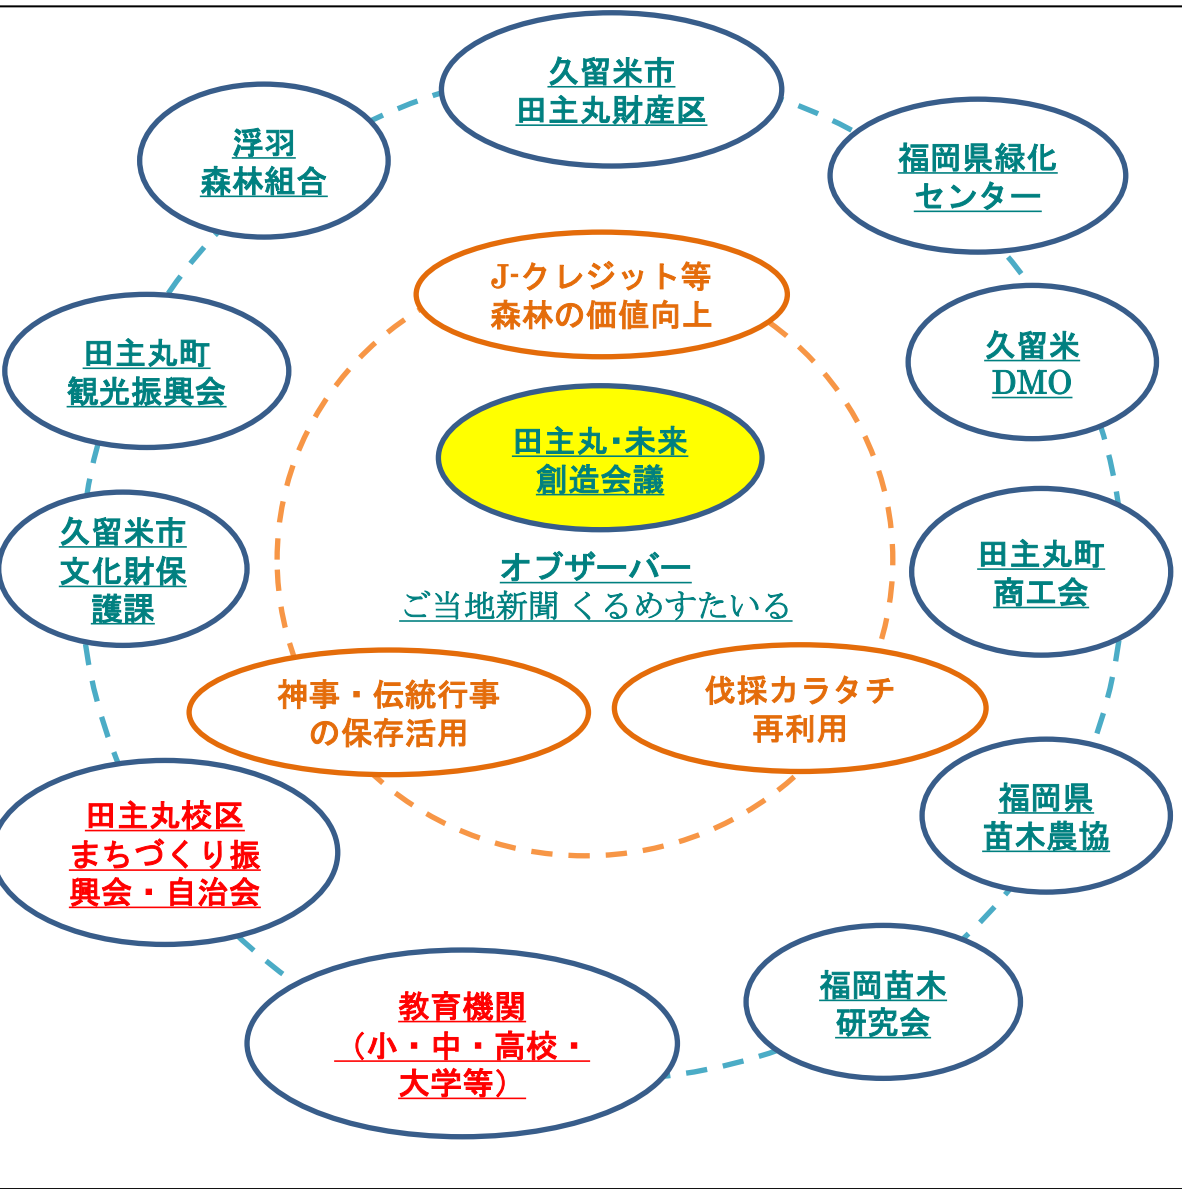 久留米市
田主丸財産区
浮羽
森林組合
福岡県緑化
センター
J-クレジット等
森林の価値向上
田主丸町
観光振興会
久留米
DMO
田主丸・未来
創造会議
久留米市
文化財保
護課
オブザーバー
ご当地新聞 くるめすたいる
田主丸町
商工会
神事・伝統行事
の保存活用
伐採カラタチ
再利用
田主丸校区
まちづくり振
興会・自治会
福岡県
苗木農協
教育機関
（小・中・高校・
大学等）
福岡苗木
研究会